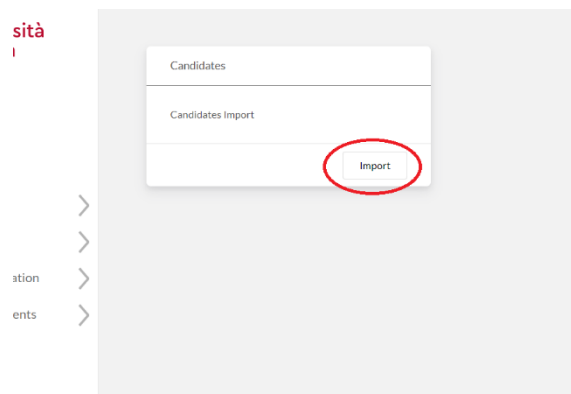 sità
Candidates
Candidates Import
Import
ation
ents